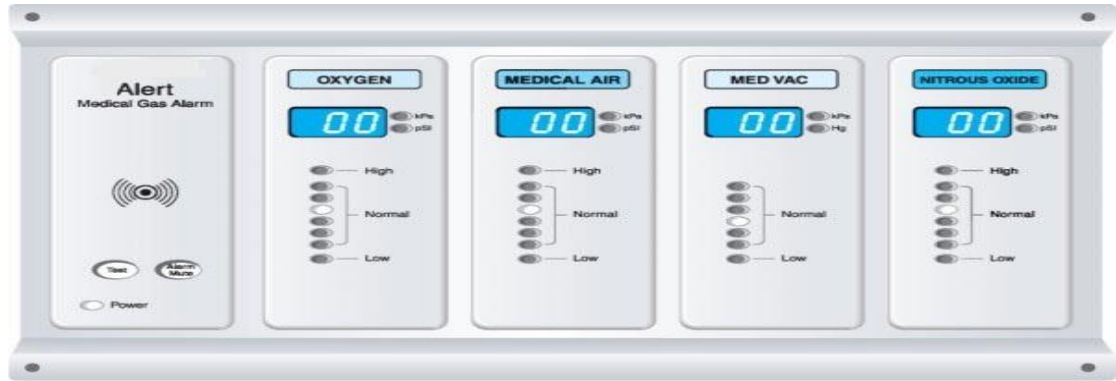 Alert
Medical Gas Alarm
Test
Alarm
Mute
Power
OXYGEN
00
kPa
pSI
High
Normal
Low
MEDICAL AIR
00
kPa
pSI
High
Normal
Low
MED VAC
00
kPa
Hg
Normal
Low
NITROUS OXIDE
00
kPa
pSI
High
Normal
Low